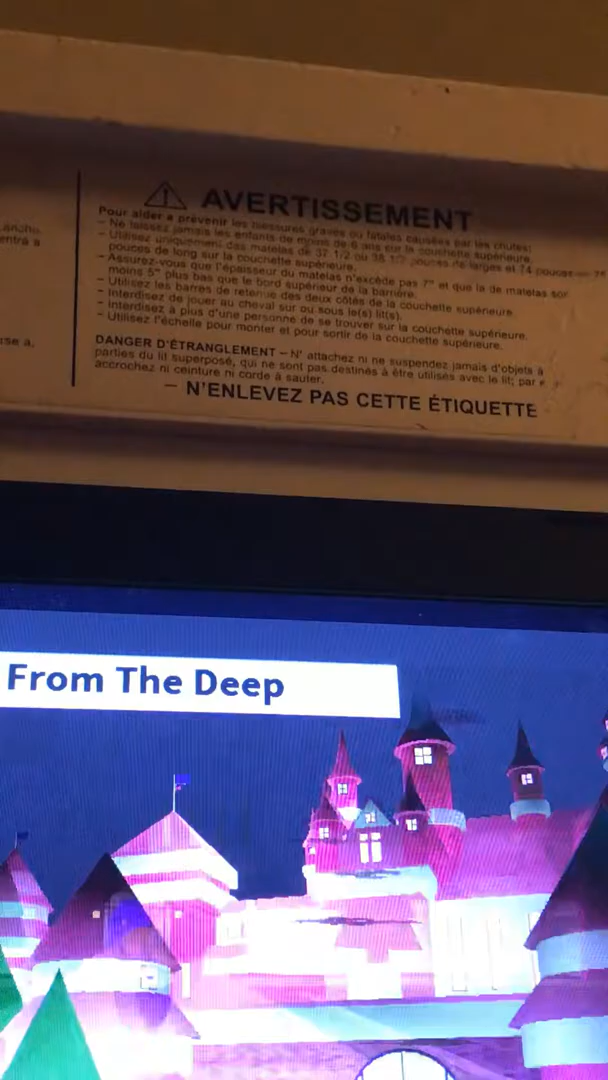 AVERTISSEMENT
Pour aider a prévenir les blessures graves ou fatales causées par les chutes:
– Ne laissez jamais les enfants de moins de 6 ans sur la couchette supérieure.
– Utilisez uniquement des matelas de 37 1/2 ou 38 1/2 pouces de larges et 74 pouces
pouces de long sur la couchette supérieure.
– Assurez-vous que l'épaisseur du matelas n'excède pas 7" et que la de matelas soi
moins 5" plus bas que le bord supérieur de la barrière.
– Utilisez les barres de retenue des deux côtés de la couchette supérieure.
– Interdisez de jouer au cheval sur ou sous le(s) lit(s).
– Interdisez à plus d'une personne de se trouver sur la couchette supérieure.
– Utilisez l'échelle pour monter et pour sortir de la couchette supérieure.
DANGER D'ÉTRANGLEMENT – N' attachez ni ne suspendez jamais d'objets à
parties du lit superposé, qui ne sont pas destinés à être utilisés avec le lit; par
accrochez ni ceinture ni corde à sauter.
– N'ENLEVEZ PAS CETTE ÉTIQUETTE
From The Deep